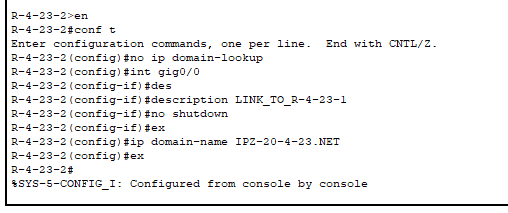 R-4-23-2>en
R-4-23-2#conf t
Enter configuration commands, one per line.  End with CNTL/Z.
R-4-23-2(config)#no ip domain-lookup
R-4-23-2(config)#int gig0/0
R-4-23-2(config-if)#des
R-4-23-2(config-if)#description LINK_TO_R-4-23-1
R-4-23-2(config-if)#no shutdown
R-4-23-2(config-if)#ex
R-4-23-2(config)#ip domain-name IPZ-20-4-23.NET
R-4-23-2(config)#ex
R-4-23-2#
%SYS-5-CONFIG_I: Configured from console by console